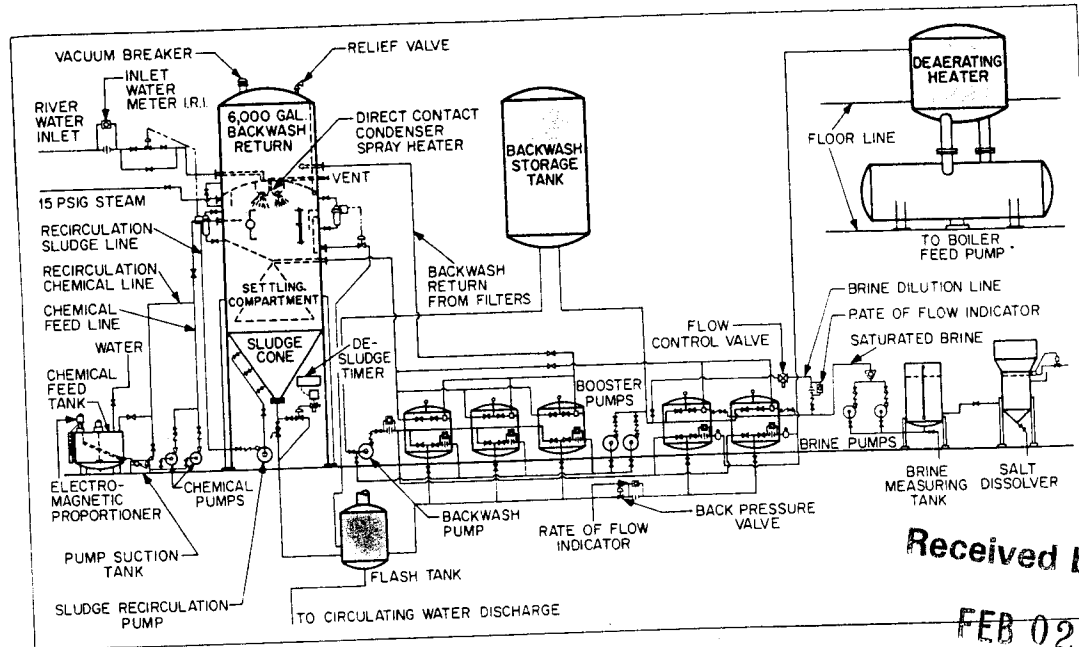 VACUUM BREAKER
RELIEF VALVE
INLET
WATER
METER I.R.I.
RIVER
WATER
INLET
6,000 GAL.
BACKWASH
RETURN
DIRECT CONTACT
CONDENSER
SPRAY HEATER
VENT
15 PSIG STEAM
RECIRCULATION
SLUDGE LINE
RECIRCULATION
CHEMICAL LINE
CHEMICAL
FEED LINE
WATER
CHEMICAL
FEED
TANK
SETTLING
COMPARTMENT
SLUDGE
CONE
BACKWASH
RETURN
FROM FILTERS
DE-
SLUDGE
TIMER
BACKWASH
STORAGE
TANK
DEAERATING
HEATER
FLOOR LINE
TO BOILER
FEED PUMP
BRINE DILUTION LINE
RATE OF FLOW INDICATOR
SATURATED BRINE
FLOW
CONTROL VALVE
BOOSTER
PUMPS
BRINE PUMPS
BRINE
MEASURING
TANK
SALT
DISSOLVER
ELECTRO-
MAGNETIC
PROPORTIONER
CHEMICAL PUMPS
PUMP SUCTION
TANK
SLUDGE RECIRCULATION
PUMP
BACKWASH
PUMP
RATE OF FLOW
INDICATOR
BACK PRESSURE
VALVE
FLASH TANK
TO CIRCULATING WATER DISCHARGE
Received
FEB 02